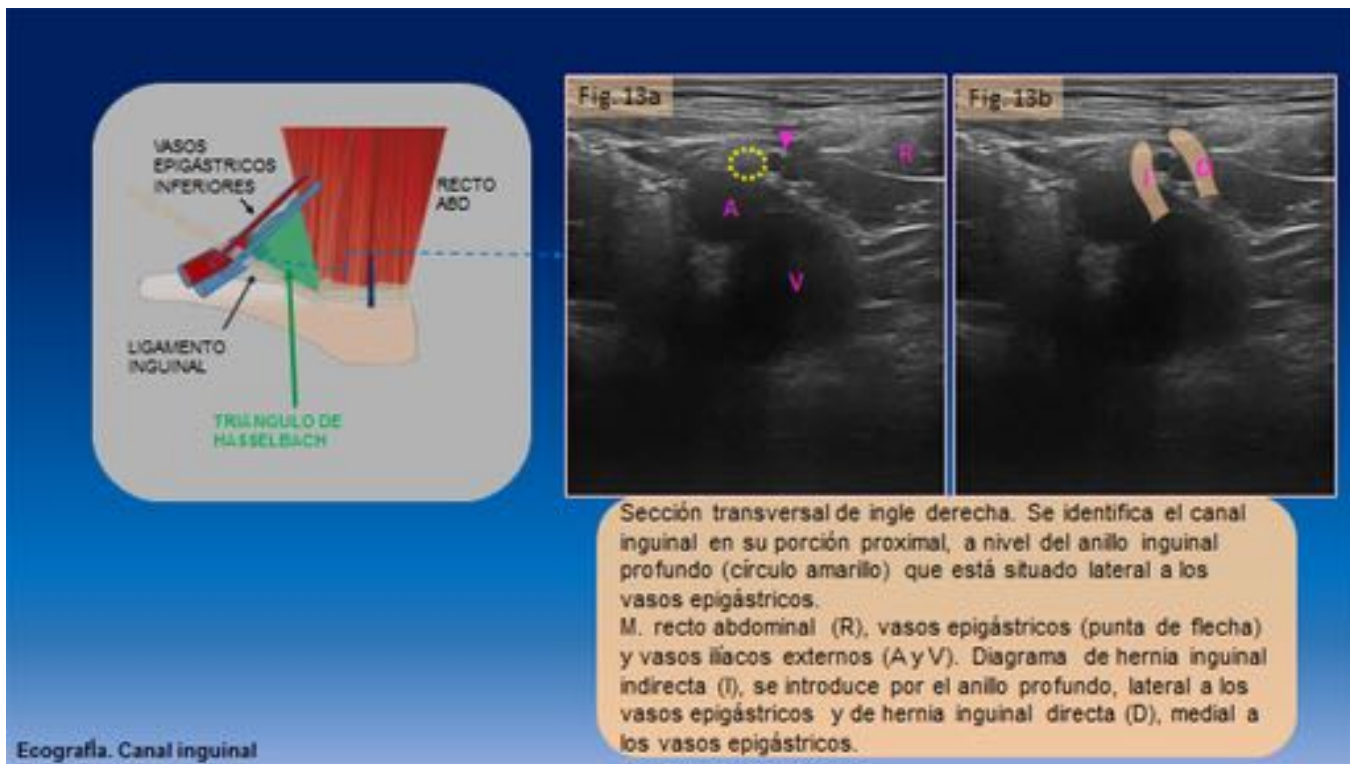 VASOS
EPIGÁSTRICOS
INFERIORES
RECTO
ABD
LIGAMENTO
INGUINAL
TRIÁNGULO DE
HASSELBACH
Fig. 13a
R
A
V
Fig. 13b
I
D
Sección transversal de ingle derecha. Se identifica el canal
inguinal en su porción proximal, a nivel del anillo inguinal
profundo (círculo amarillo) que está situado lateral a los
vasos epigástricos.
M. recto abdominal (R), vasos epigástricos (punta de flecha)
y vasos ilíacos externos (A y V). Diagrama de hernia inguinal
indirecta (I), se introduce por el anillo profundo, lateral a los
vasos epigástricos y de hernia inguinal directa (D), medial a
los vasos epigástricos.
Ecografía. Canal inguinal